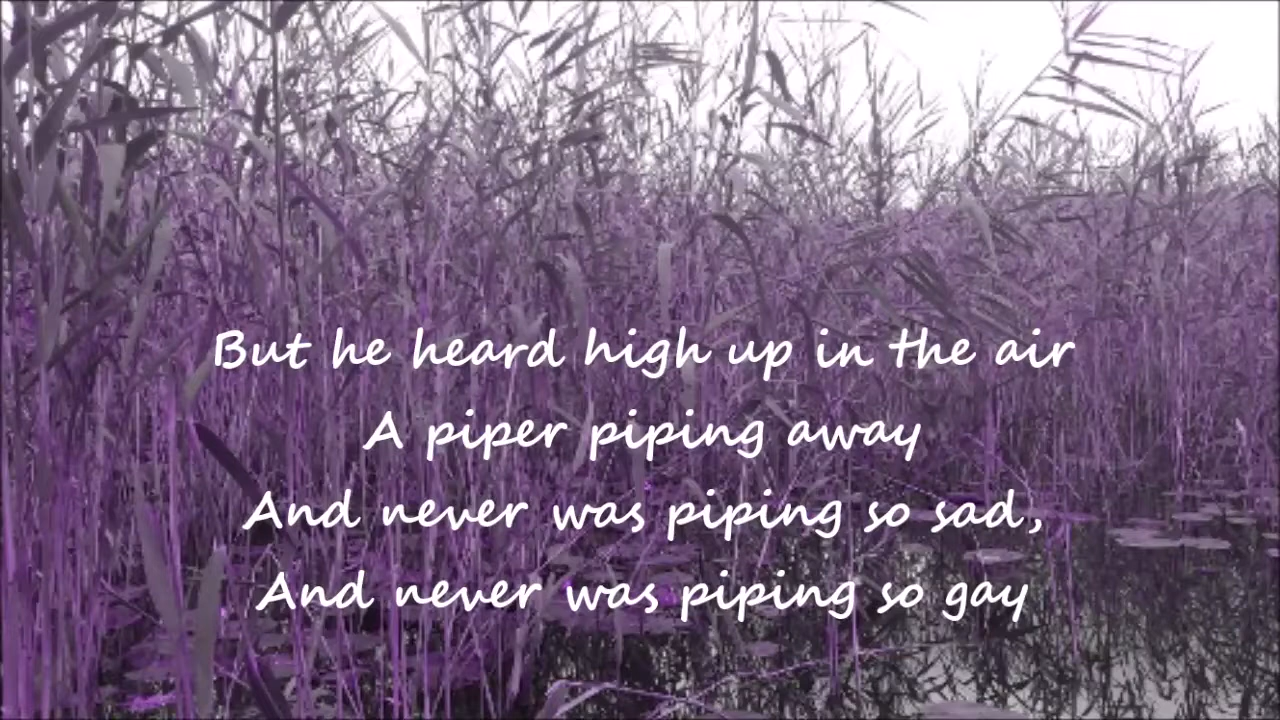 But he heard high up in the air
A piper piping away
And never was piping so sad,
And never was piping so gay